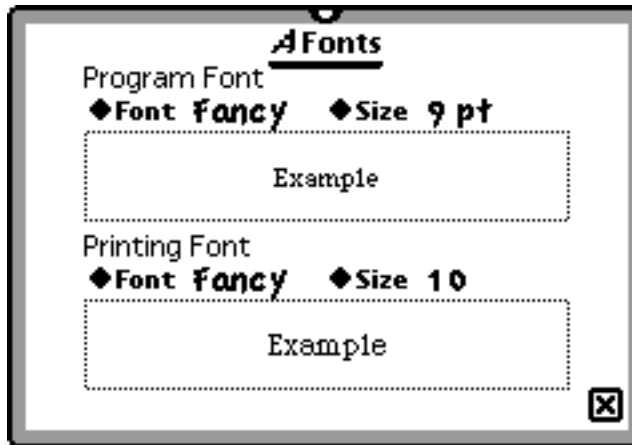 A Fonts
Program Font
◆Font Fancy ◆Size 9 pt
Example
Printing Font
◆Font Fancy ◆Size 10
Example